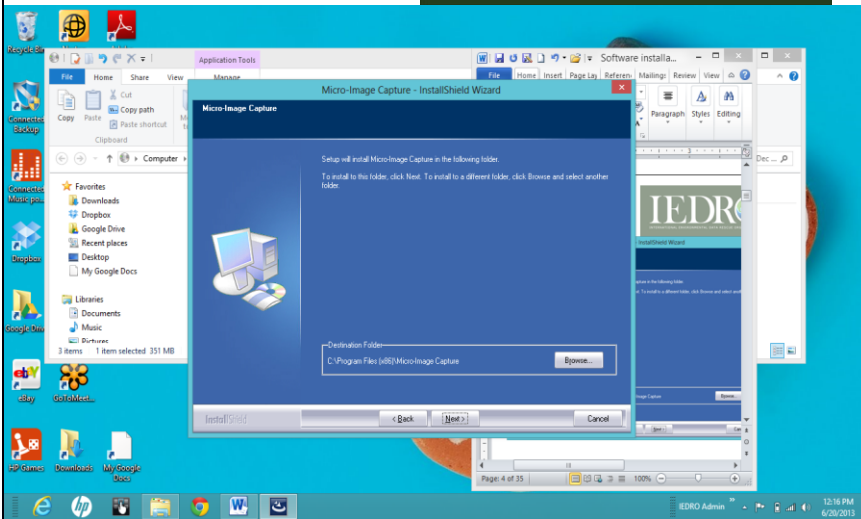 Recycle Bin
Connected
Backup
Connected
Music po...
Dropbox
Google Drive
eBay
GoToMeet...
HP Games
Downloads
My Google
Docs
Application Tools
File
Home
Share
View
Manage
Copy
Paste
Cut
Copy path
Paste shortcut
Clipboard
Computer
Favorites
Downloads
Dropbox
Google Drive
Recent places
Desktop
My Google Docs
Libraries
Documents
Music
Pictures
3 items 1 item selected 351 MB
Micro-Image Capture - InstallShield Wizard
Micro-Image Capture
Setup will install Micro-Image Capture in the following folder.
To install to this folder, click Next. To install to a different folder, click Browse and select another
folder.
Destination Folder
C:\Program Files (x86)\Micro-Image Capture
Browse...
InstallShield
< Back
Next >
Cancel
Software installa...
File Home Insert Page Lay Referen Mailing: Review View
Paragraph
Styles
Editing
Dec ...
IEDR
InstallShield Wizard
Page: 4 of 35
100%
IEDRO Admin
12:16 PM
6/20/2013